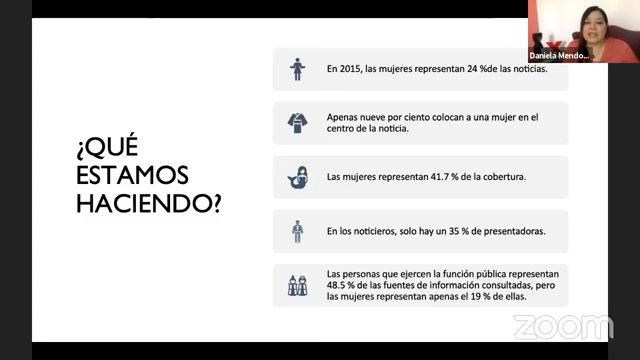 ¿QUÉ
ESTAMOS
HACIENDO?
En 2015, las mujeres representan 24 %de las noticias.
Apenas nueve por ciento colocan a una mujer en el
centro de la noticia.
Las mujeres representan 41.7 % de la cobertura.
En los noticieros, solo hay un 35 % de presentadoras.
Las personas que ejercen la función pública representan
48.5 % de las fuentes de información consultadas, pero
las mujeres representan apenas el 19 % de ellas.
Daniela Mendo...
zoom